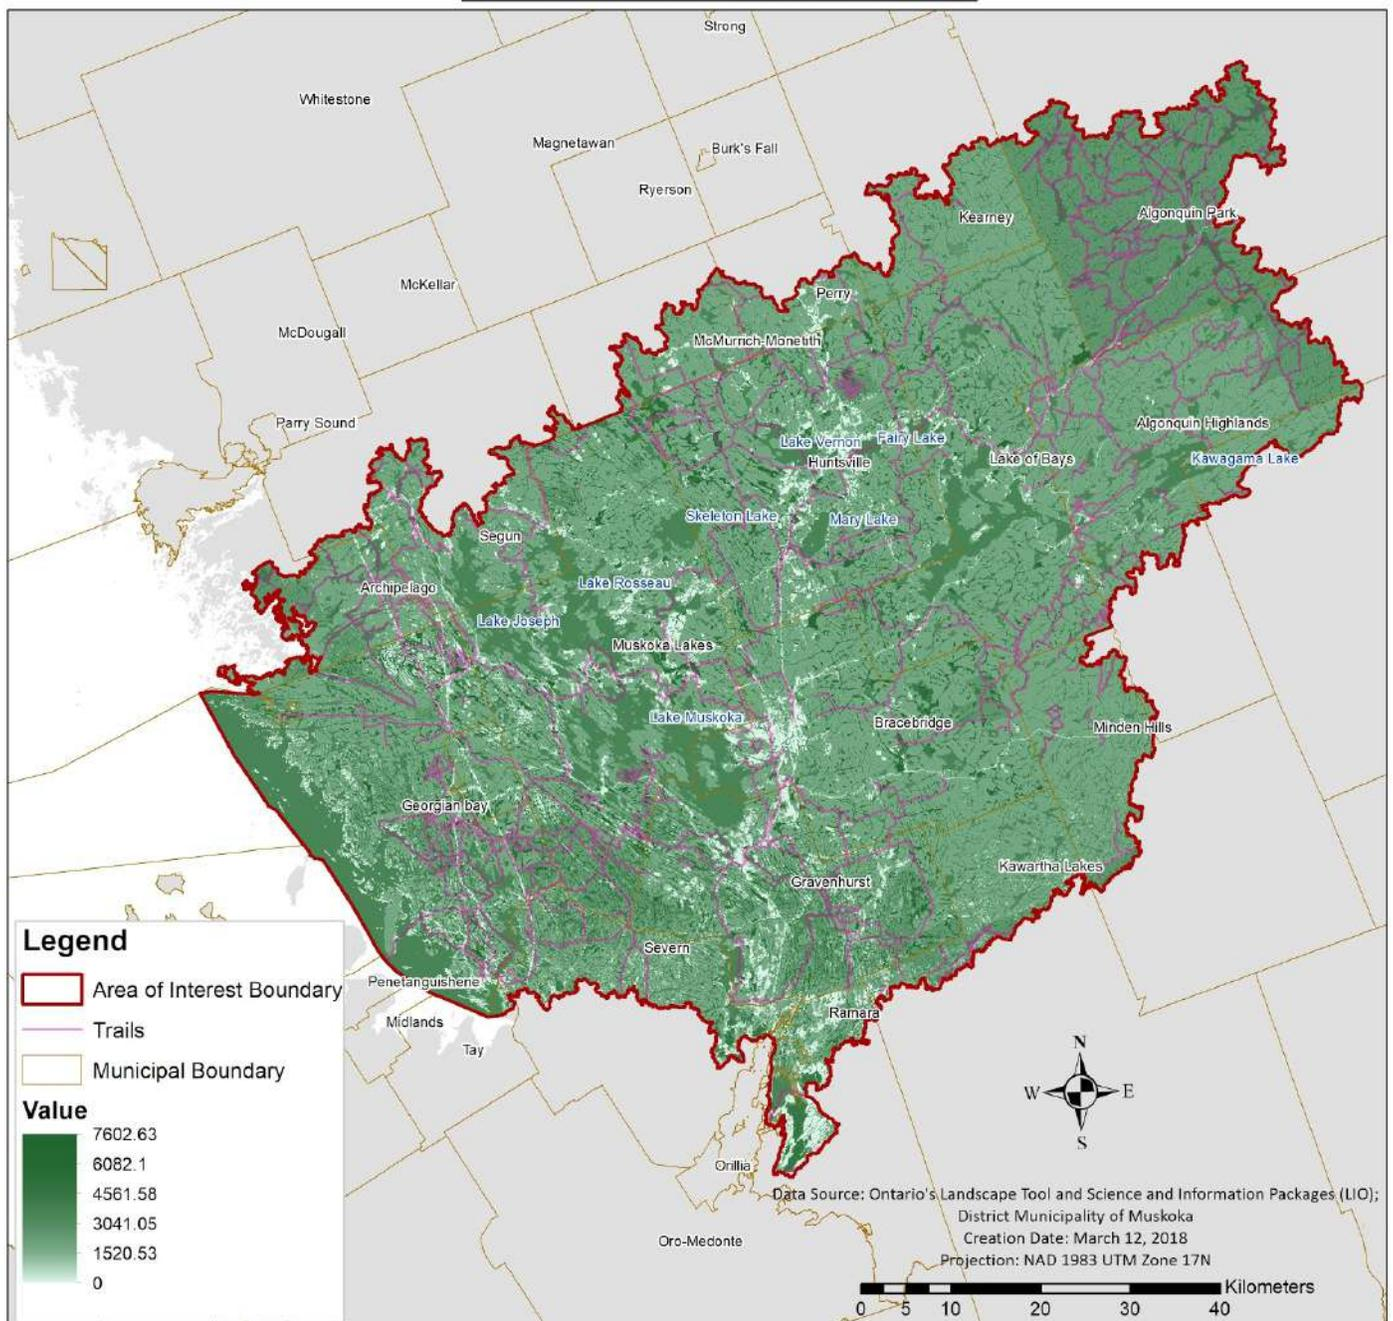 Strong
Whitestone
Magnetawan
Burk's Fall
Ryerson
Kearney
Algonquin Park
McKellar
Perry
McDougall
McMurrich-Monetith
Parry Sound
Algonquin Highlands
Lake Vernon
Fairy Lake
Huntsville
Lake of Bays
Kawagama Lake
Skeleton Lake
Mary Lake
Segun
Archipelago
Lake Rosseau
Lake Joseph
Muskoka Lakes
Lake Muskoka
Bracebridge
Minden Hills
Georgian bay
Kawartha Lakes
Gravenhurst
Severn
Penetanguishene
Ramara
Midlands
Tay
Orillia
Oro-Medonte
Legend
Area of Interest Boundary
Trails
Municipal Boundary
Value
7602.63
6082.1
4561.58
3041.05
1520.53
0
N
W E
S
Data Source: Ontario's Landscape Tool and Science and Information Packages (LIO);
District Municipality of Muskoka
Creation Date: March 12, 2018
Projection: NAD 1983 UTM Zone 17N
Kilometers
0 5 10 20 30 40